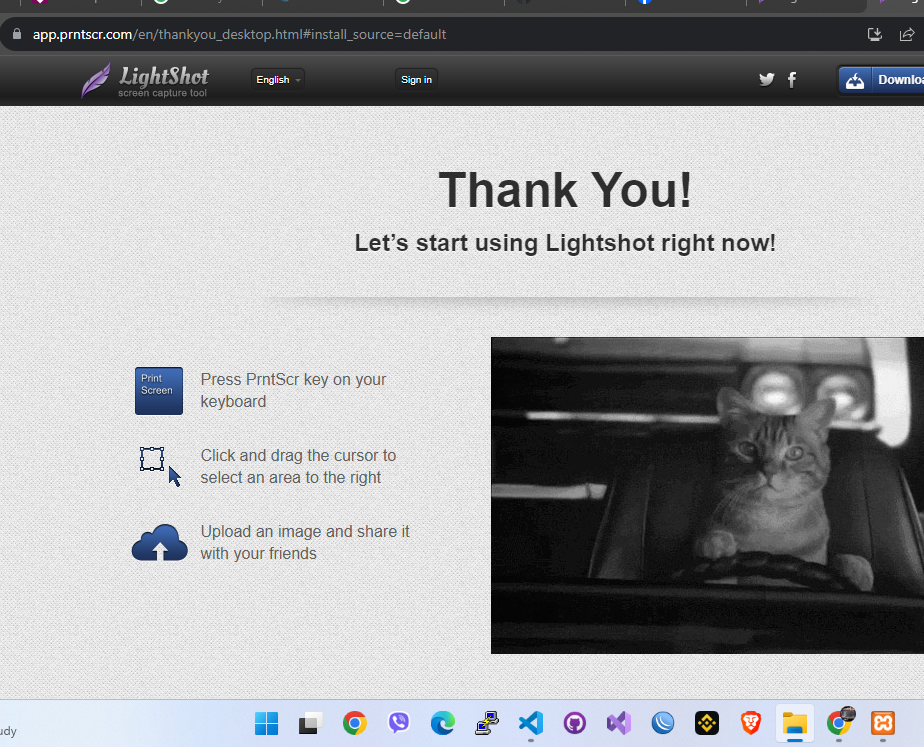 app.prntscr.com/en/thankyou_desktop.html#install_source=default
LightShot
screen capture tool
English
Sign in
Thank You!
Let's start using Lightshot right now!
Print
Screen
Press PrntScr key on your
keyboard
Click and drag the cursor to
select an area to the right
Upload an image and share it
with your friends